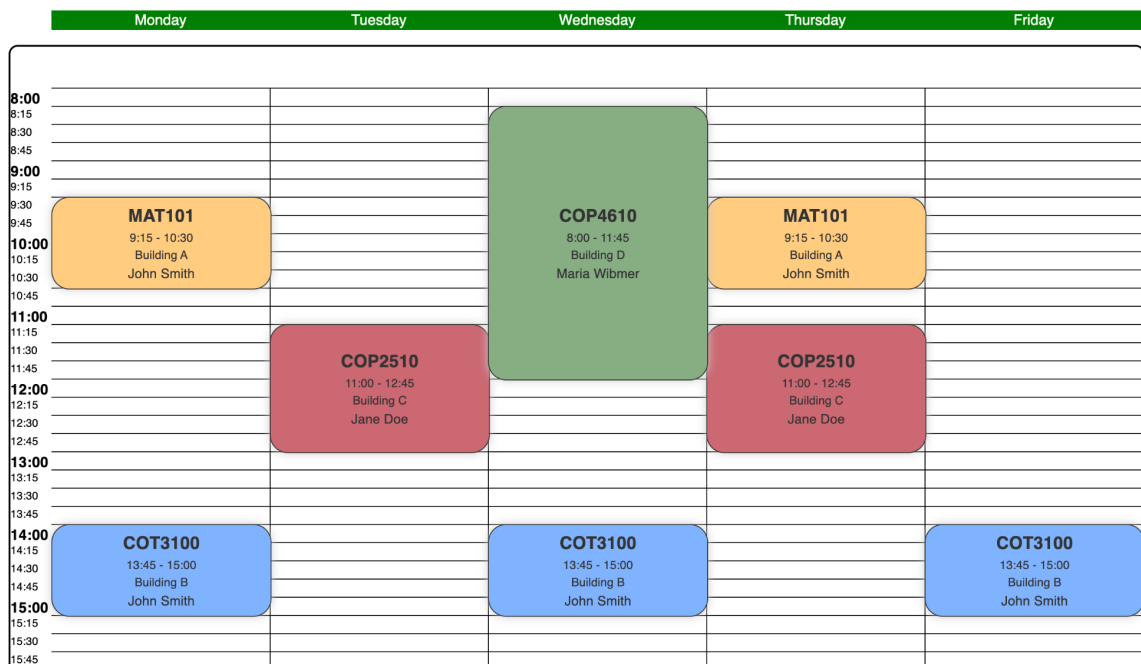 Monday Tuesday Wednesday Thursday Friday
8:00
8:15
8:30
8:45
9:00
9:15
9:30
9:45
10:00
10:15
10:30
10:45
11:00
11:15
11:30
11:45
12:00
12:15
12:30
12:45
13:00
13:15
13:30
13:45
14:00
14:15
14:30
14:45
15:00
15:15
15:30
15:45
MAT101
9:15 - 10:30
Building A
John Smith
COT3100
13:45 - 15:00
Building B
John Smith
COP2510
11:00 - 12:45
Building C
Jane Doe
COP4610
8:00 - 11:45
Building D
Maria Wibmer
COT3100
13:45 - 15:00
Building B
John Smith
MAT101
9:15 - 10:30
Building A
John Smith
COP2510
11:00 - 12:45
Building C
Jane Doe
COT3100
13:45 - 15:00
Building B
John Smith